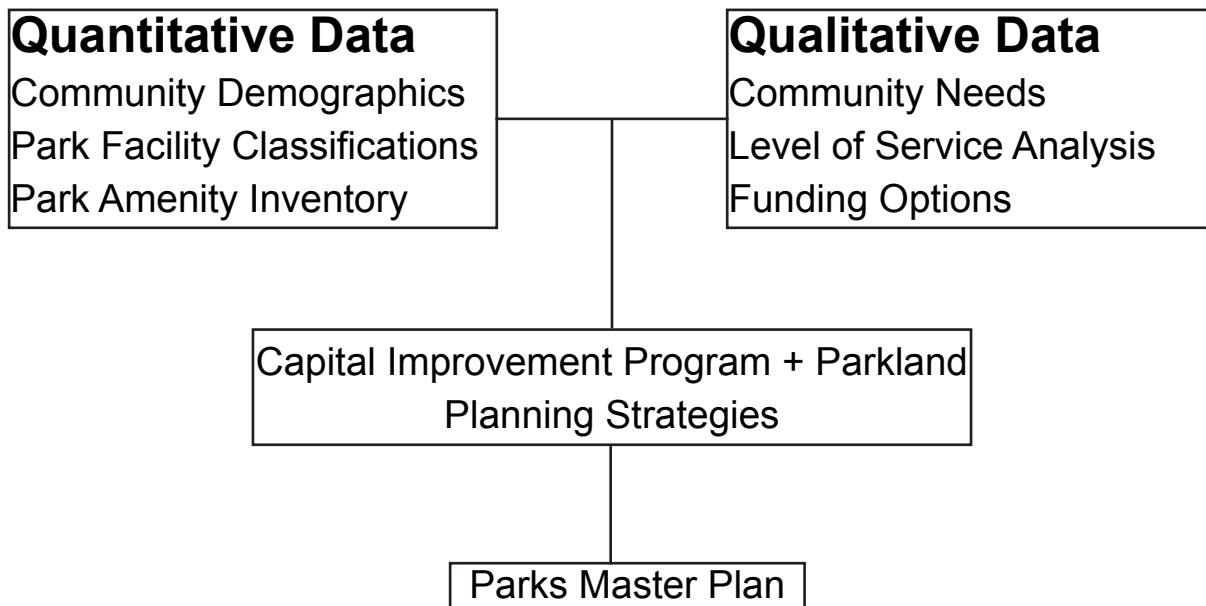 Quantitative Data
Community Demographics
Park Facility Classifications
Park Amenity Inventory
Qualitative Data
Community Needs
Level of Service Analysis
Funding Options
Capital Improvement Program + Parkland
Planning Strategies
Parks Master Plan